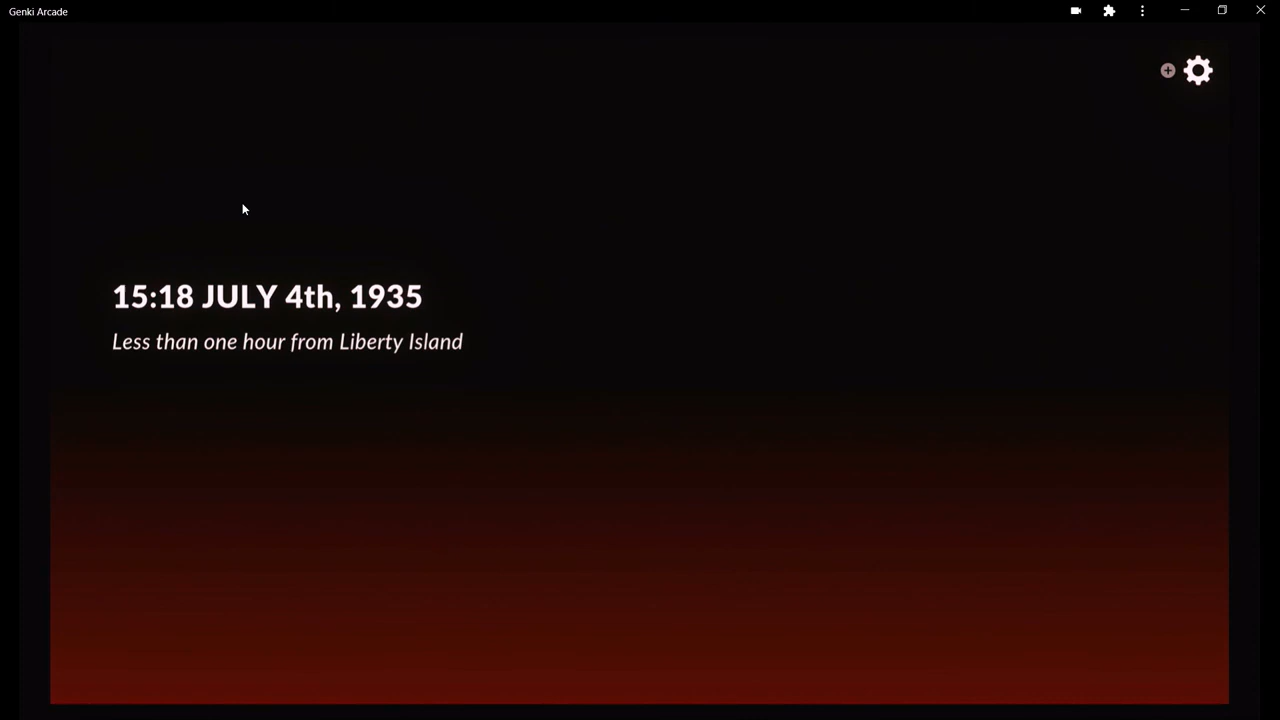 Genki Arcade
15:18 JULY 4th, 1935
Less than one hour from Liberty Island